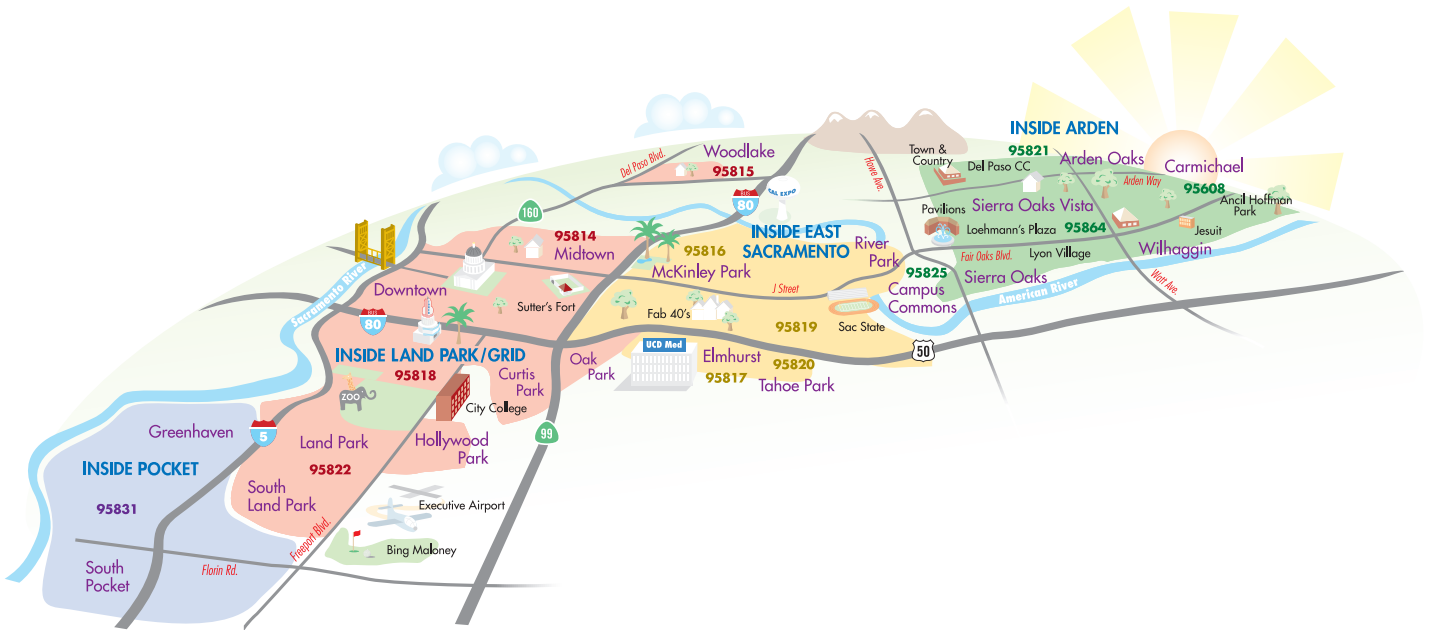 INSIDE ARDEN
95821
Town &
Country
Del Paso CC
Arden Oaks
Carmichael
Arden Way
95608
Ancil Hoffman
Park
Howe Ave.
Sierra Oaks Vista
Pavilions
Loehmann's Plaza
95864
Jesuit
Fair Oaks Blvd.
Lyon Village
Wilhaggin
Sierra Oaks
Watt Ave.
American River
95825
Campus
Commons
Woodlake
95815
Del Paso Blvd.
160
80
CAL EXPO
INSIDE EAST
SACRAMENTO
River
Park
95816
McKinley Park
J Street
Fab 40's
95819
Sac State
50
UCD Med
Elmhurst
95817
95820
Tahoe Park
95814
Midtown
Downtown
Sutter's Fort
Sacramento River
80
INSIDE LAND PARK/GRID
95818
Curtis
Park
Oak
Park
ZOO
City College
99
Land Park
Hollywood
Park
95822
South
Land Park
Executive Airport
Bing Maloney
Freeport Blvd.
Greenhaven
5
INSIDE POCKET
95831
South
Pocket
Florin Rd.